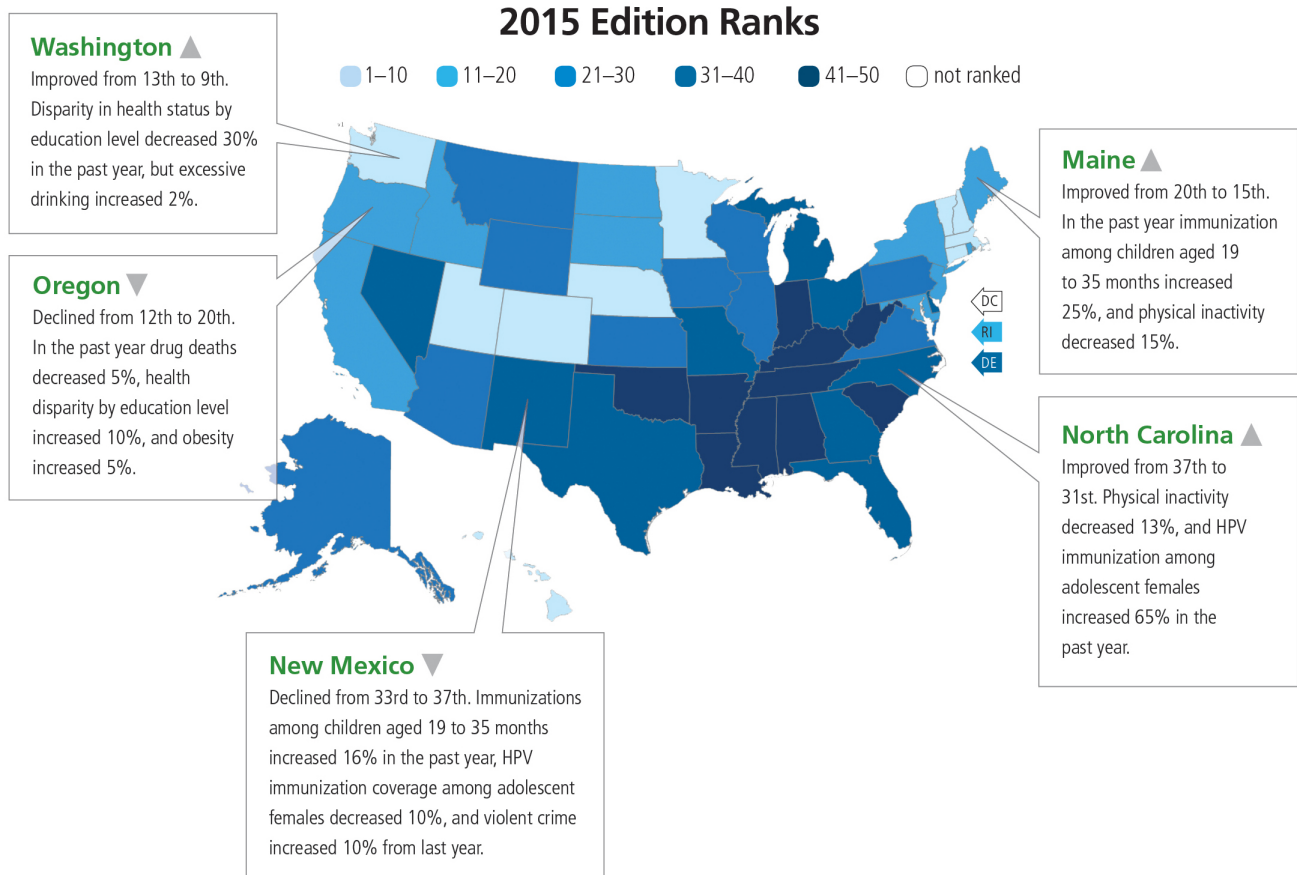 2015 Edition Ranks
1–10
11–20
21–30
31–40
41–50
not ranked
Washington
Improved from 13th to 9th.
Disparity in health status by
education level decreased 30%
in the past year, but excessive
drinking increased 2%.
Oregon
Declined from 12th to 20th.
In the past year drug deaths
decreased 5%, health
disparity by education level
increased 10%, and obesity
increased 5%.
Maine
Improved from 20th to 15th.
In the past year immunization
among children aged 19
to 35 months increased
25%, and physical inactivity
decreased 15%.
DC
RI
DE
North Carolina
Improved from 37th to
31st. Physical inactivity
decreased 13%, and HPV
immunization among
adolescent females
increased 65% in the
past year.
New Mexico
Declined from 33rd to 37th. Immunizations
among children aged 19 to 35 months
increased 16% in the past year, HPV
immunization coverage among adolescent
females decreased 10%, and violent crime
increased 10% from last year.